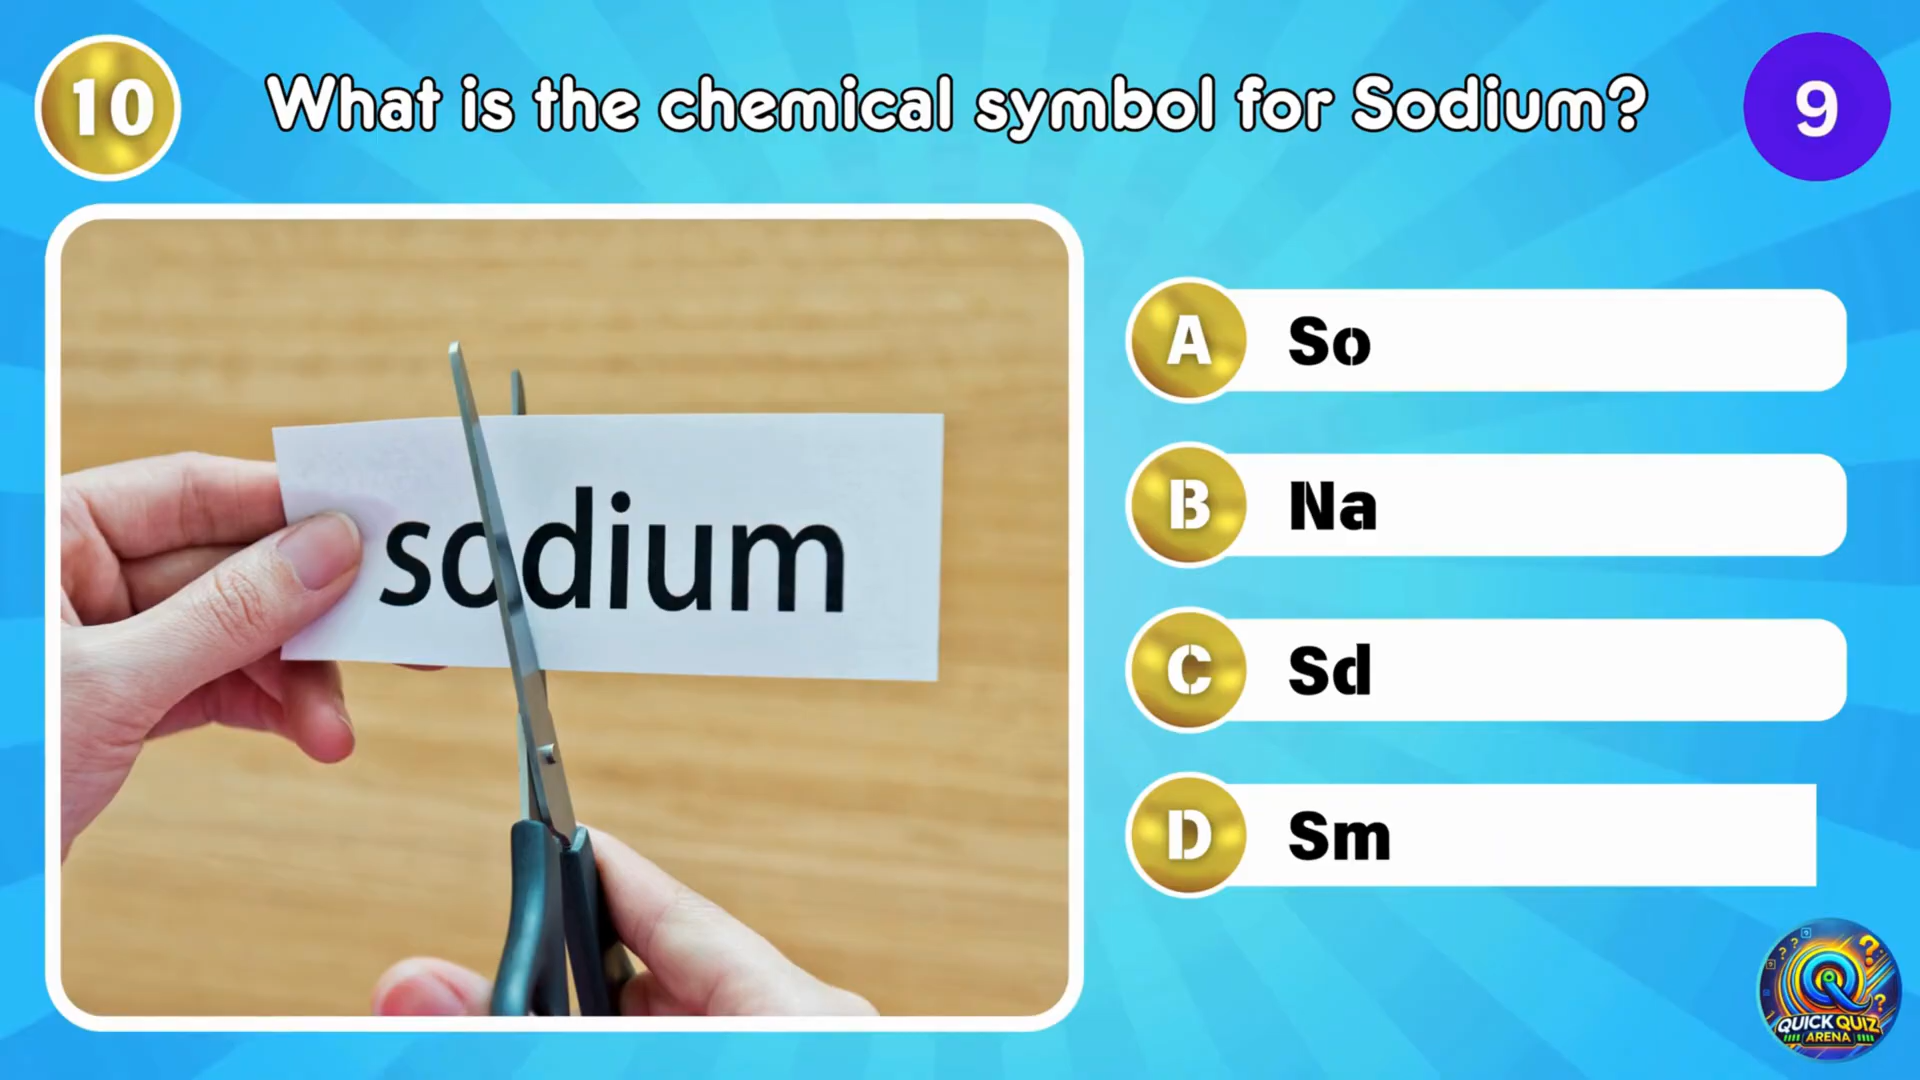 10
What is the chemical symbol for Sodium?
9
sodium
A So
B Na
C Sd
D Sm
QUICK QUIZ
ARENA